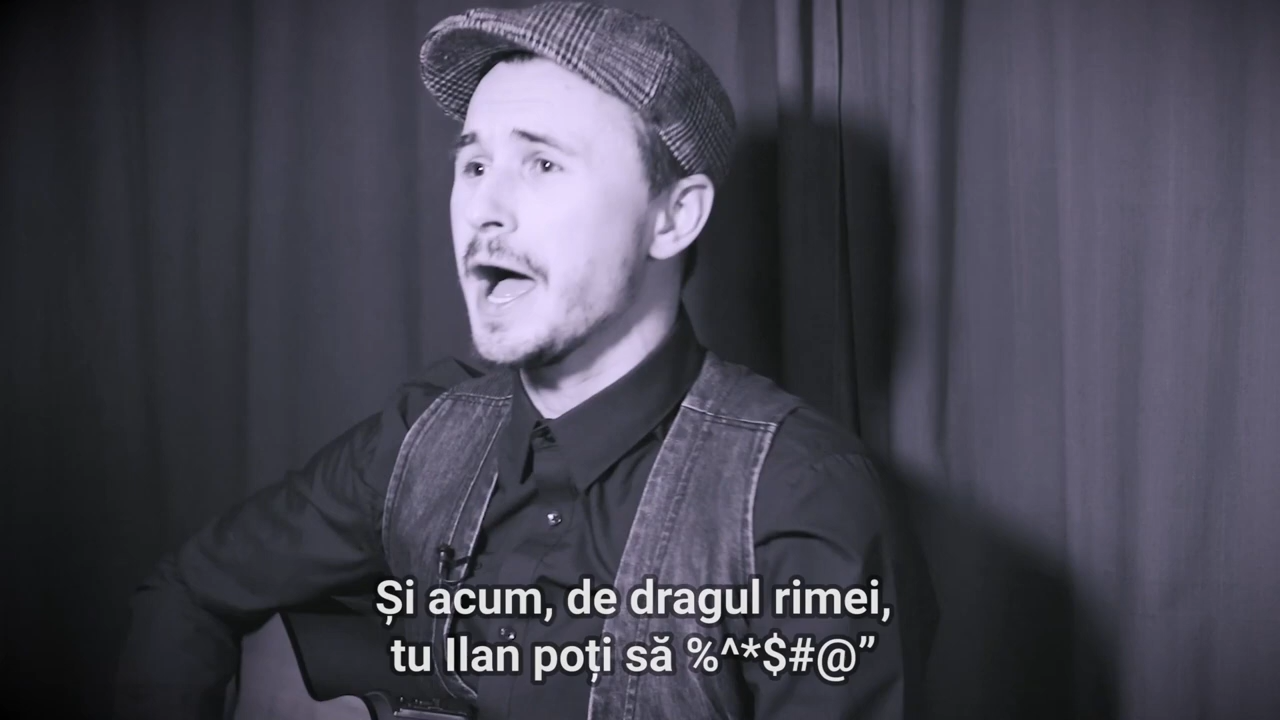 Și acum, de dragul rimei,
tu Ilan poți să %^*$#@”